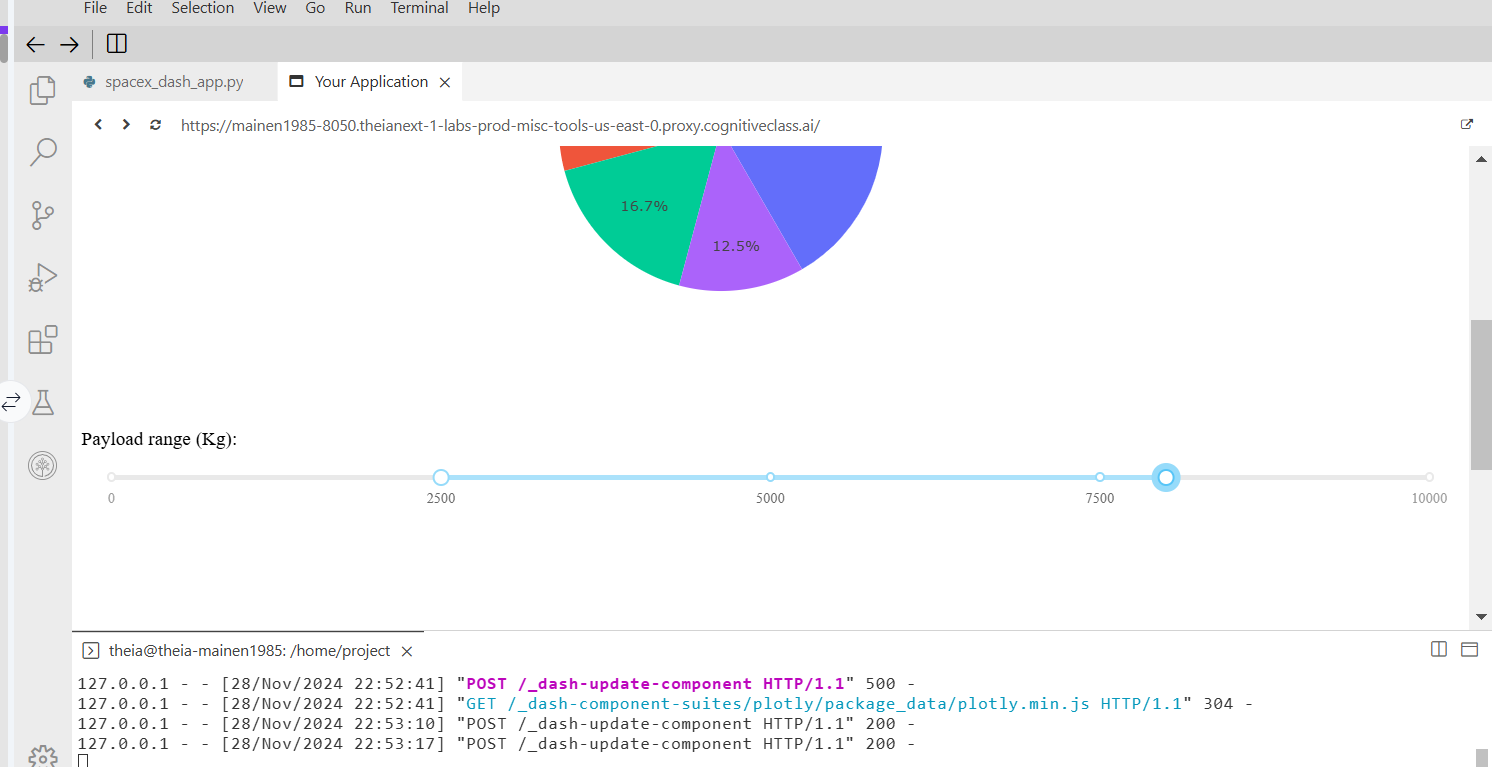 File Edit Selection View Go Run Terminal Help
spacex_dash_app.py Your Application
https://mainen1985-8050.theianext-1-labs-prod-misc-tools-us-east-0.proxy.cognitiveclass.ai/
16.7%
12.5%
Payload range (Kg):
0 2500 5000 7500 10000
theia@theia-mainen1985: /home/project
127.0.0.1 - - [28/Nov/2024 22:52:41] "POST /_dash-update-component HTTP/1.1" 500 -
127.0.0.1 - - [28/Nov/2024 22:52:41] "GET /_dash-component-suites/plotly/package_data/plotly.min.js HTTP/1.1" 304 -
127.0.0.1 - - [28/Nov/2024 22:53:10] "POST /_dash-update-component HTTP/1.1" 200 -
127.0.0.1 - - [28/Nov/2024 22:53:17] "POST /_dash-update-component HTTP/1.1" 200 -